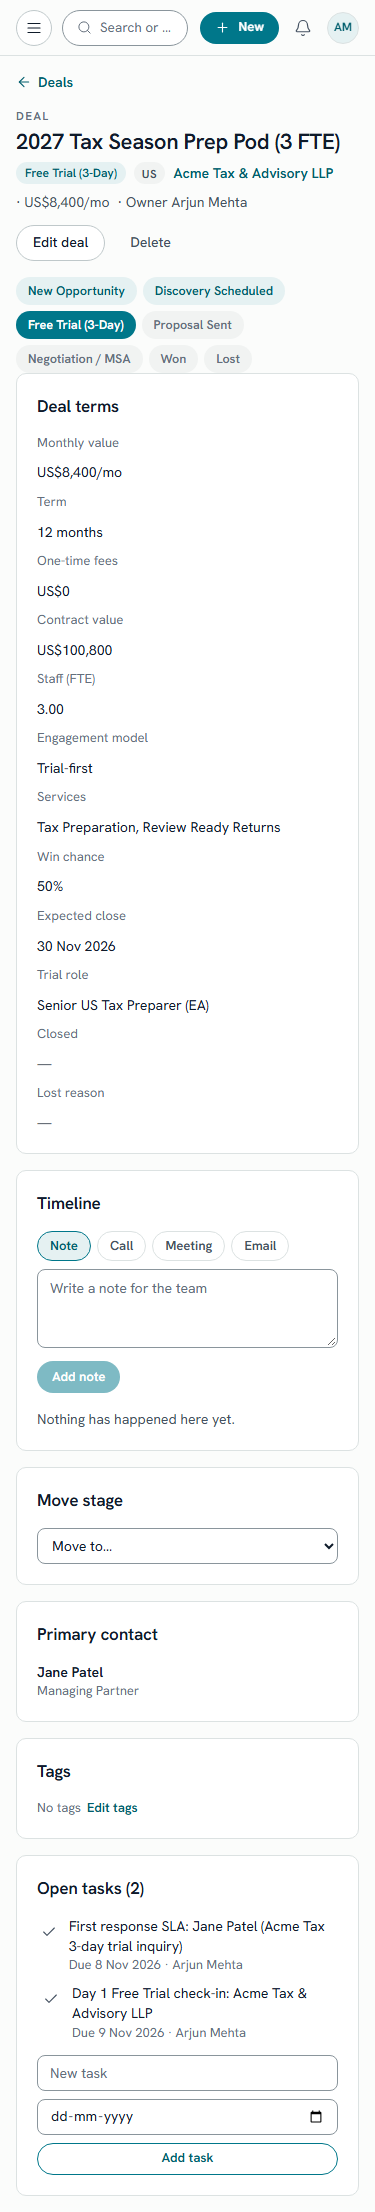 Search or ...
New
AM
Deals
DEAL
2027 Tax Season Prep Pod (3 FTE)
Free Trial (3-Day) US Acme Tax & Advisory LLP
· US$8,400/mo · Owner Arjun Mehta
Edit deal Delete
New Opportunity Discovery Scheduled
Free Trial (3-Day) Proposal Sent
Negotiation / MSA Won Lost
Deal terms
Monthly value
US$8,400/mo
Term
12 months
One-time fees
US$0
Contract value
US$100,800
Staff (FTE)
3.00
Engagement model
Trial-first
Services
Tax Preparation, Review Ready Returns
Win chance
50%
Expected close
30 Nov 2026
Trial role
Senior US Tax Preparer (EA)
Closed
—
Lost reason
—
Timeline
Note Call Meeting Email
Write a note for the team
Add note
Nothing has happened here yet.
Move stage
Move to...
Primary contact
Jane Patel
Managing Partner
Tags
No tags Edit tags
Open tasks (2)
First response SLA: Jane Patel (Acme Tax
3-day trial inquiry)
Due 8 Nov 2026 · Arjun Mehta
Day 1 Free Trial check-in: Acme Tax &
Advisory LLP
Due 9 Nov 2026 · Arjun Mehta
New task
dd-mm-yyyy
Add task